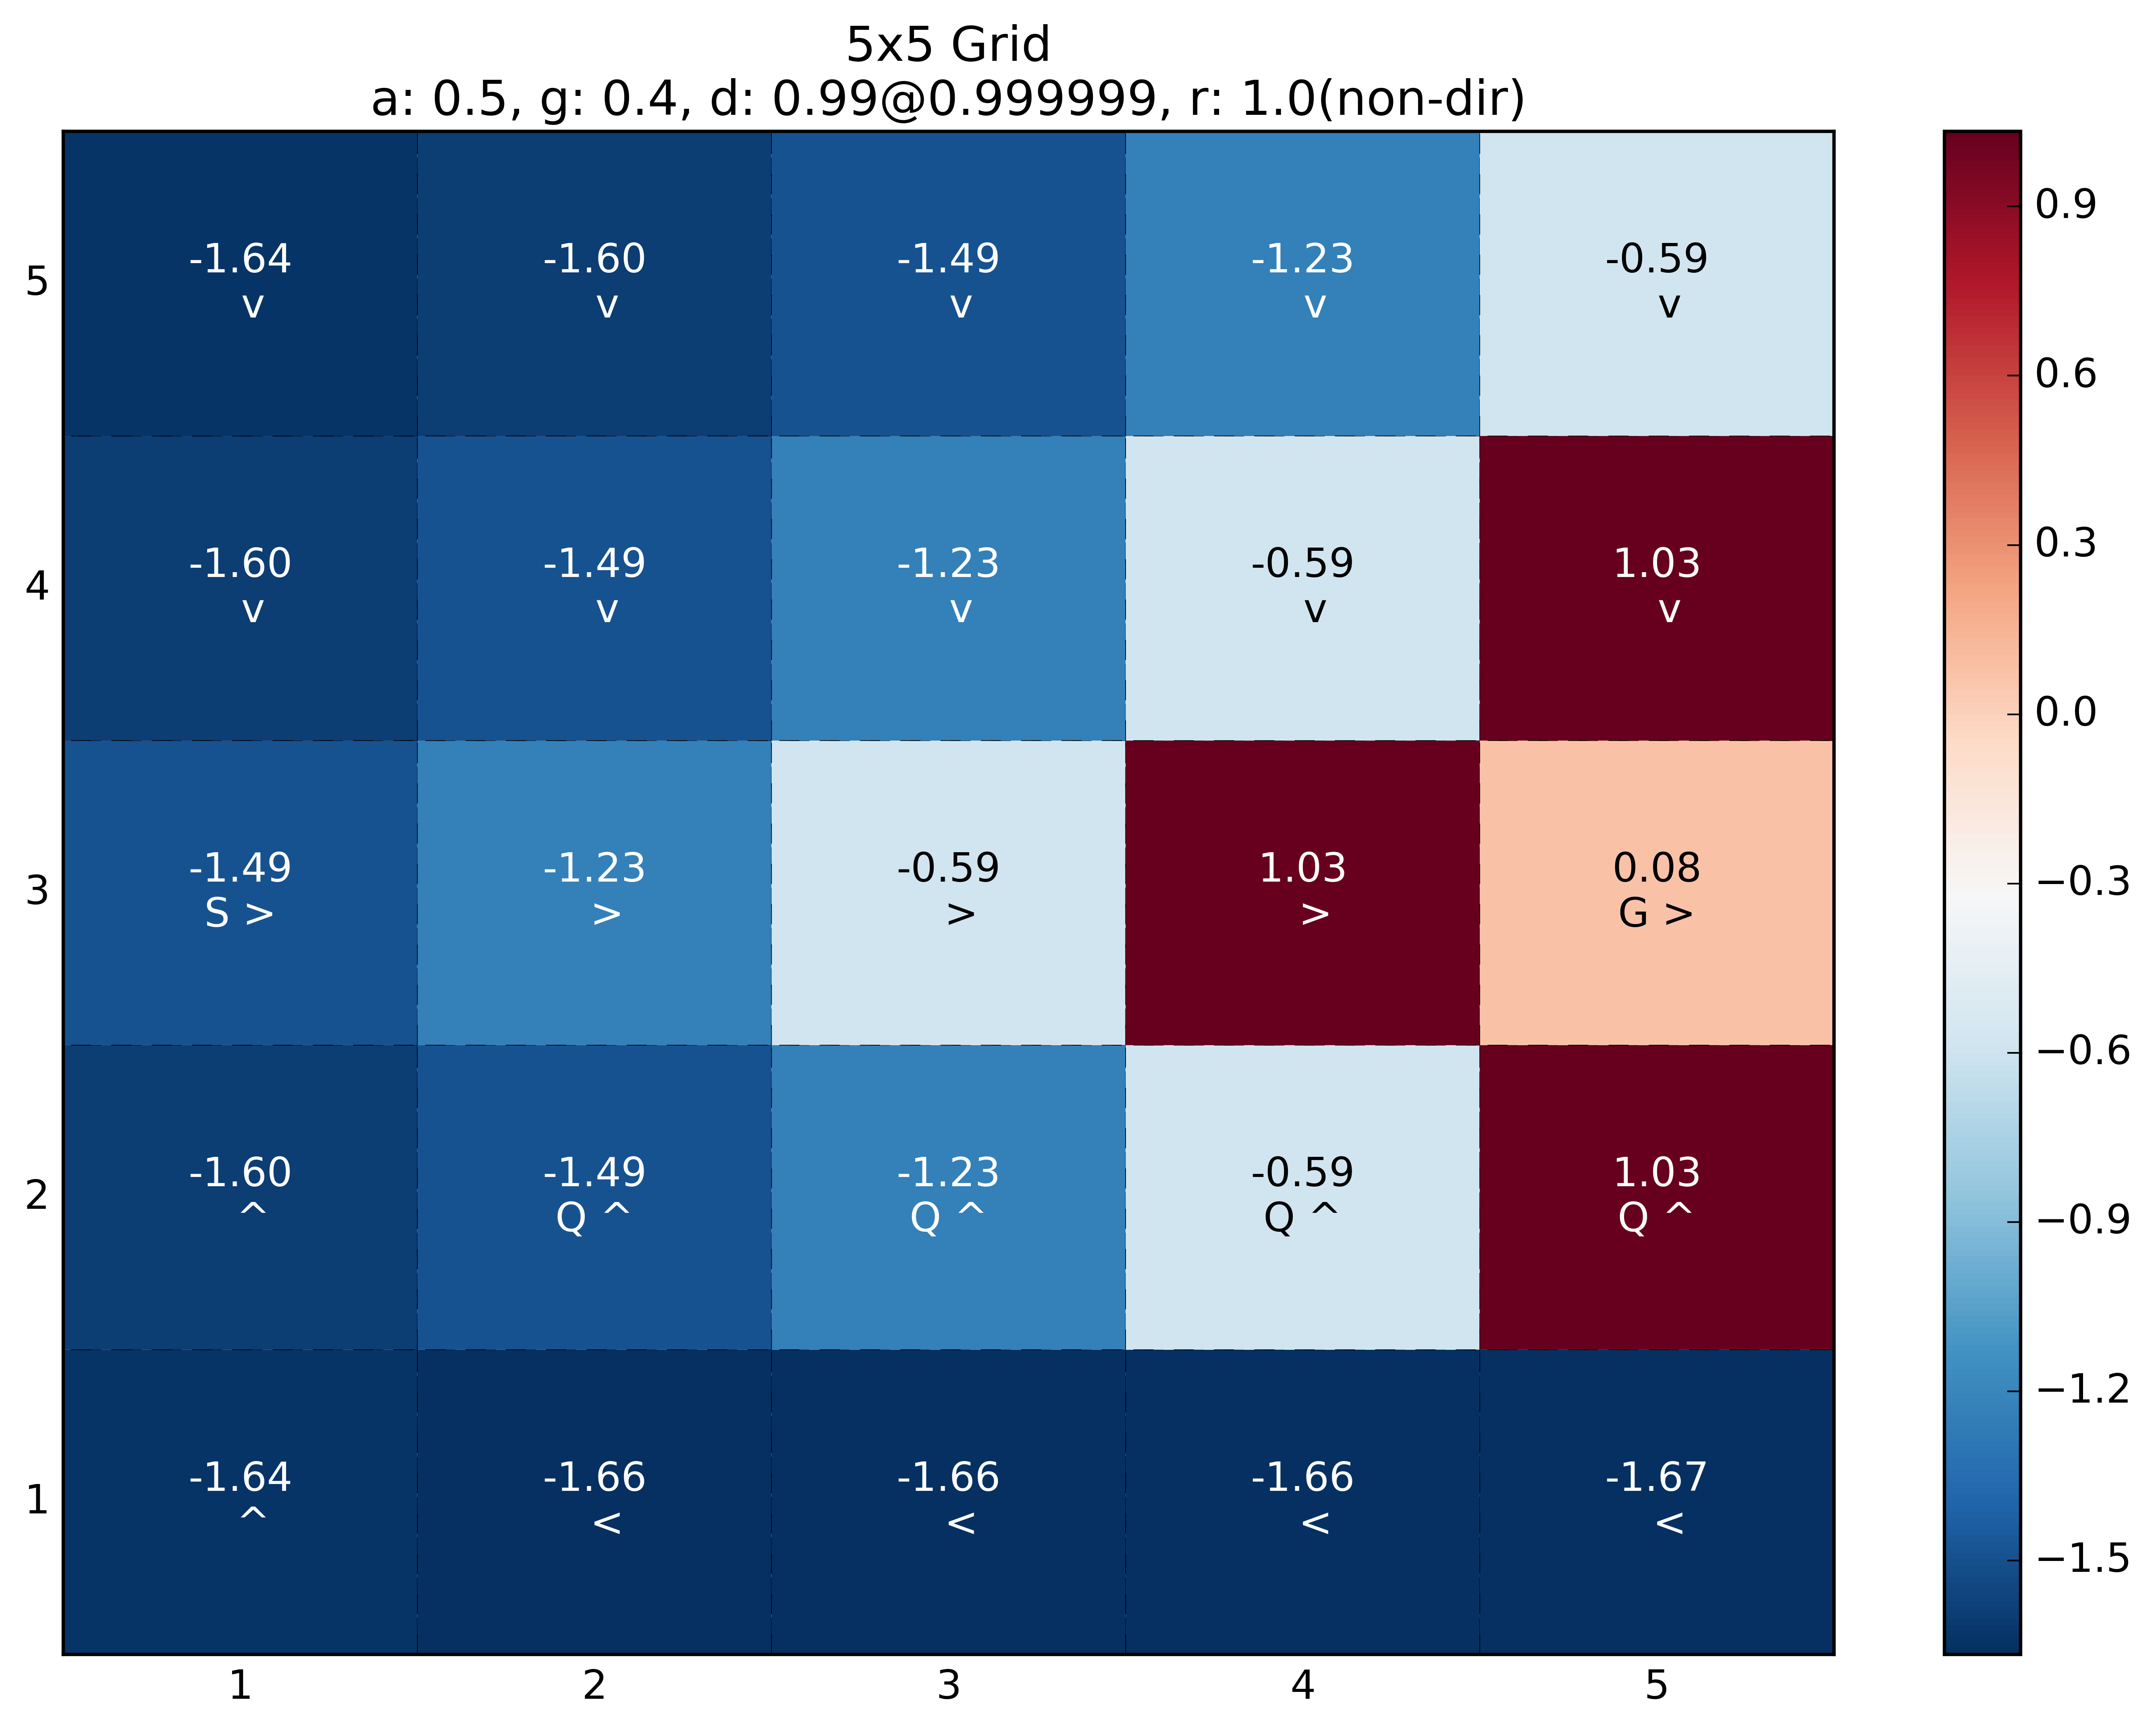 5x5 Grid
a: 0.5, g: 0.4, d: 0.99@0.999999, r: 1.0(non-dir)
5
-1.64 -1.60 -1.49 -1.23 -0.59
v v v v v
4
-1.60 -1.49 -1.23 -0.59 1.03
v v v v v
3
-1.49 -1.23 -0.59 1.03 0.08
S > > > > G >
2
-1.60 -1.49 -1.23 -0.59 1.03
^ Q ^ Q ^ Q ^ Q ^
1
-1.64 -1.66 -1.66 -1.66 -1.67
^ < < < <
1 2 3 4 5
0.9
0.6
0.3
0.0
−0.3
−0.6
−0.9
−1.2
−1.5